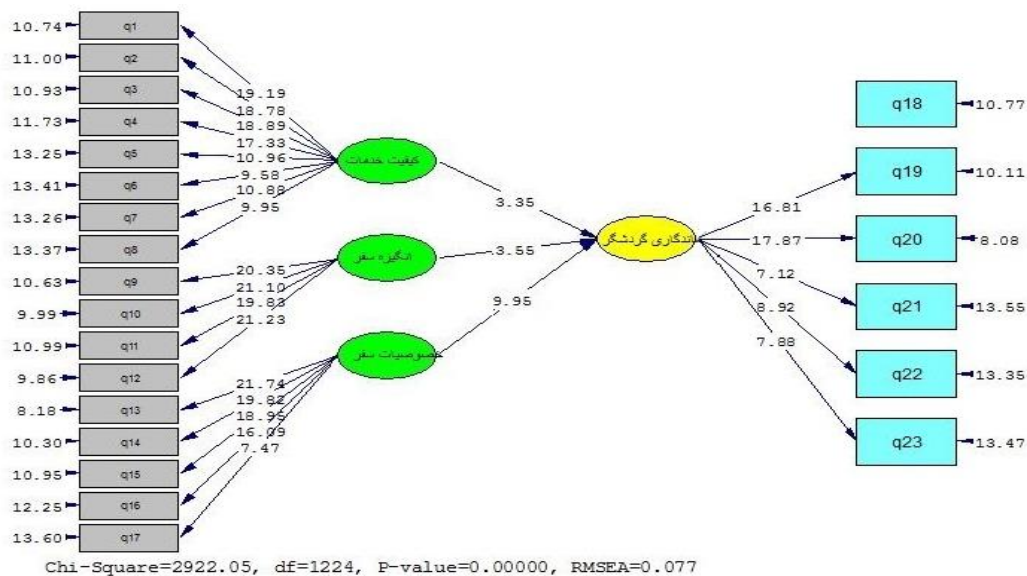 10.74 q1
11.00 q2
10.93 q3
11.73 q4
13.25 q5
13.41 q6
13.26 q7
13.37 q8
10.63 q9
9.99 q10
10.99 q11
9.86 q12
8.18 q13
10.30 q14
10.95 q15
12.25 q16
13.60 q17
19.19
18.78
18.89
17.33
10.96
9.58
10.88
9.95
20.35
21.10
19.83
21.23
21.74
19.82
18.95
16.09
7.47
کیفیت خدمات
انگیزه سفر
خصوصیات سفر
3.35
3.55
9.95
ماندگاری گردشگر
16.81
17.87
7.12
8.92
7.88
q18 10.77
q19 10.11
q20 8.08
q21 13.55
q22 13.35
q23 13.47
Chi-Square=2922.05, df=1224, P-value=0.00000, RMSEA=0.077